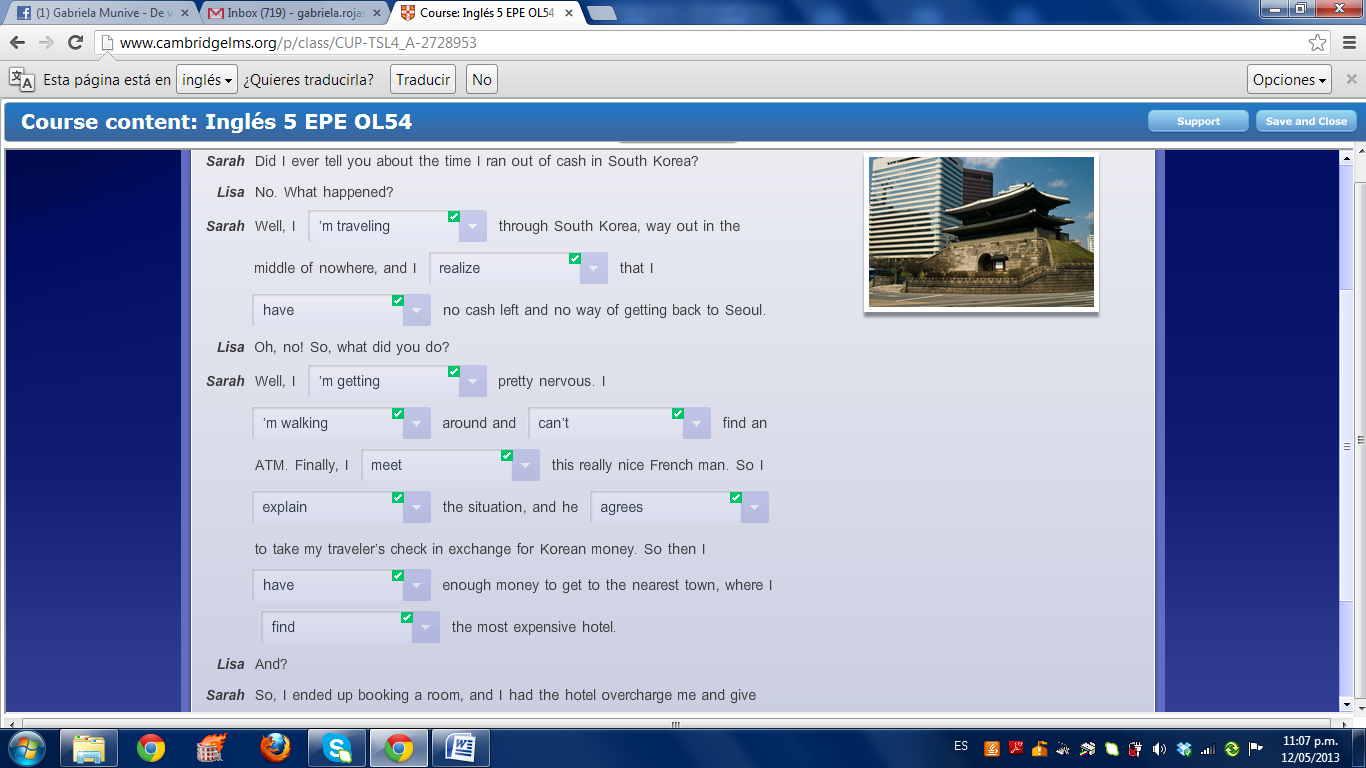 (1) Gabriela Munive - De v
Inbox (719) - gabriela.rojas
Course: Inglés 5 EPE OL54
www.cambridgelms.org/p/class/CUP-TSL4_A-2728953
Esta página está en inglés ¿Quieres traducirla? Traducir No Opciones
Course content: Inglés 5 EPE OL54 Support Save and Close
Sarah Did I ever tell you about the time I ran out of cash in South Korea?
Lisa No. What happened?
Sarah Well, I 'm traveling through South Korea, way out in the
middle of nowhere, and I realize that I
have no cash left and no way of getting back to Seoul.
Lisa Oh, no! So, what did you do?
Sarah Well, I 'm getting pretty nervous. I
'm walking around and can't find an
ATM. Finally, I meet this really nice French man. So I
explain the situation, and he agrees
to take my traveler's check in exchange for Korean money. So then I
have enough money to get to the nearest town, where I
find the most expensive hotel.
Lisa And?
Sarah So, I ended up booking a room, and I had the hotel overcharge me and give
ES 11:07 p.m.
12/05/2013